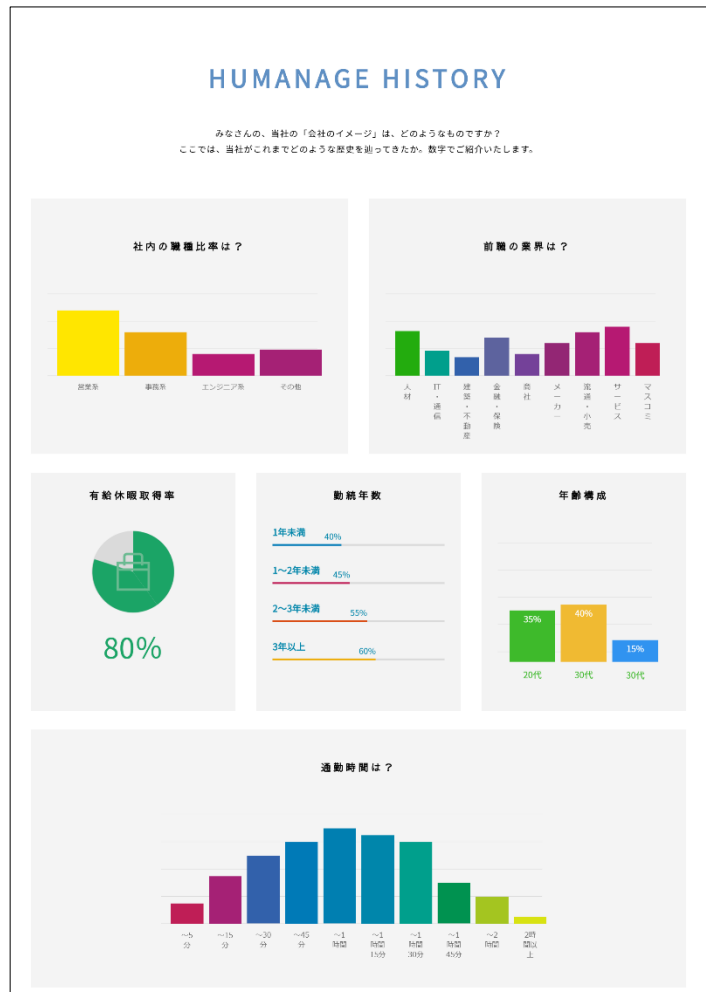 HUMANAGE HISTORY
みなさんの、当社の「会社のイメージ」は、どのようなものですか？
ここでは、当社がこれまでどのような歴史を辿ってきたか。数字でご紹介いたします。
社内の職種比率は？
営業系
事務系
エンジニア系
その他
前職の業界は？
人材
IT・通信
建築・不動産
金融・保険
商社
メーカー
流通・小売
サービス
マスコミ
有給休暇取得率
80%
勤続年数
1年未満
40%
1〜2年未満
45%
2〜3年未満
55%
3年以上
60%
年齢構成
35%
40%
15%
20代
30代
30代
通勤時間は？
〜5
分
〜15
分
〜30
分
〜45
分
〜1
時間
〜1
時間
15分
〜1
時間
30分
〜1
時間
45分
〜2
時間
2時
間以
上